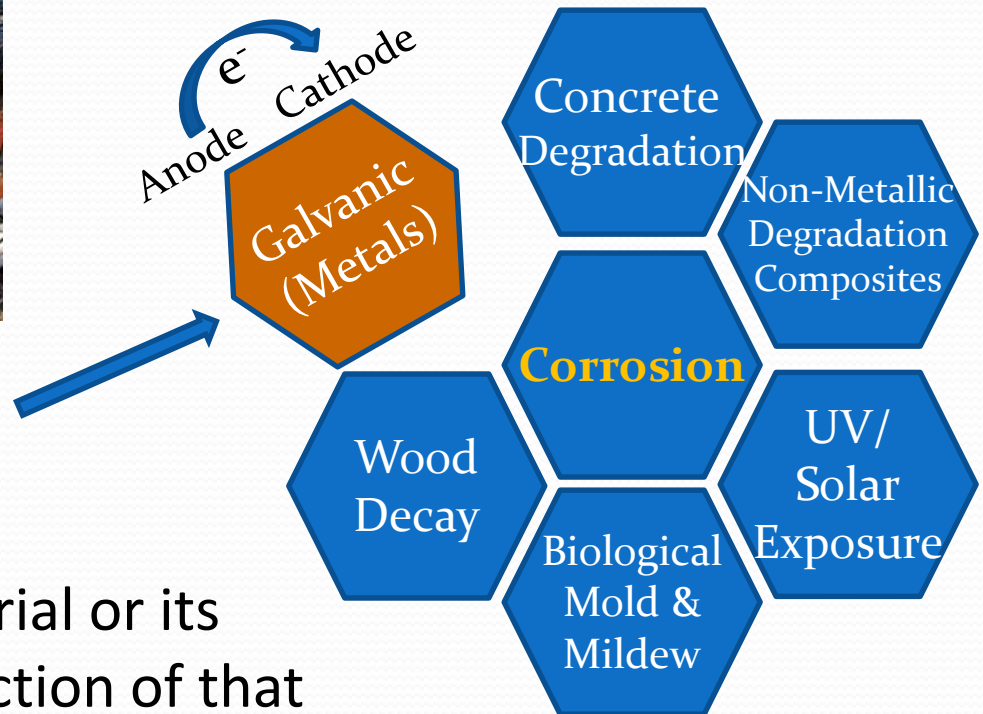 e-
Anode
Cathode
Galvanic
(Metals)
Concrete
Degradation
Non-Metallic
Degradation
Composites
Corrosion
UV/
Solar
Exposure
Wood
Decay
Biological
Mold &
Mildew
rial or its
ction of that